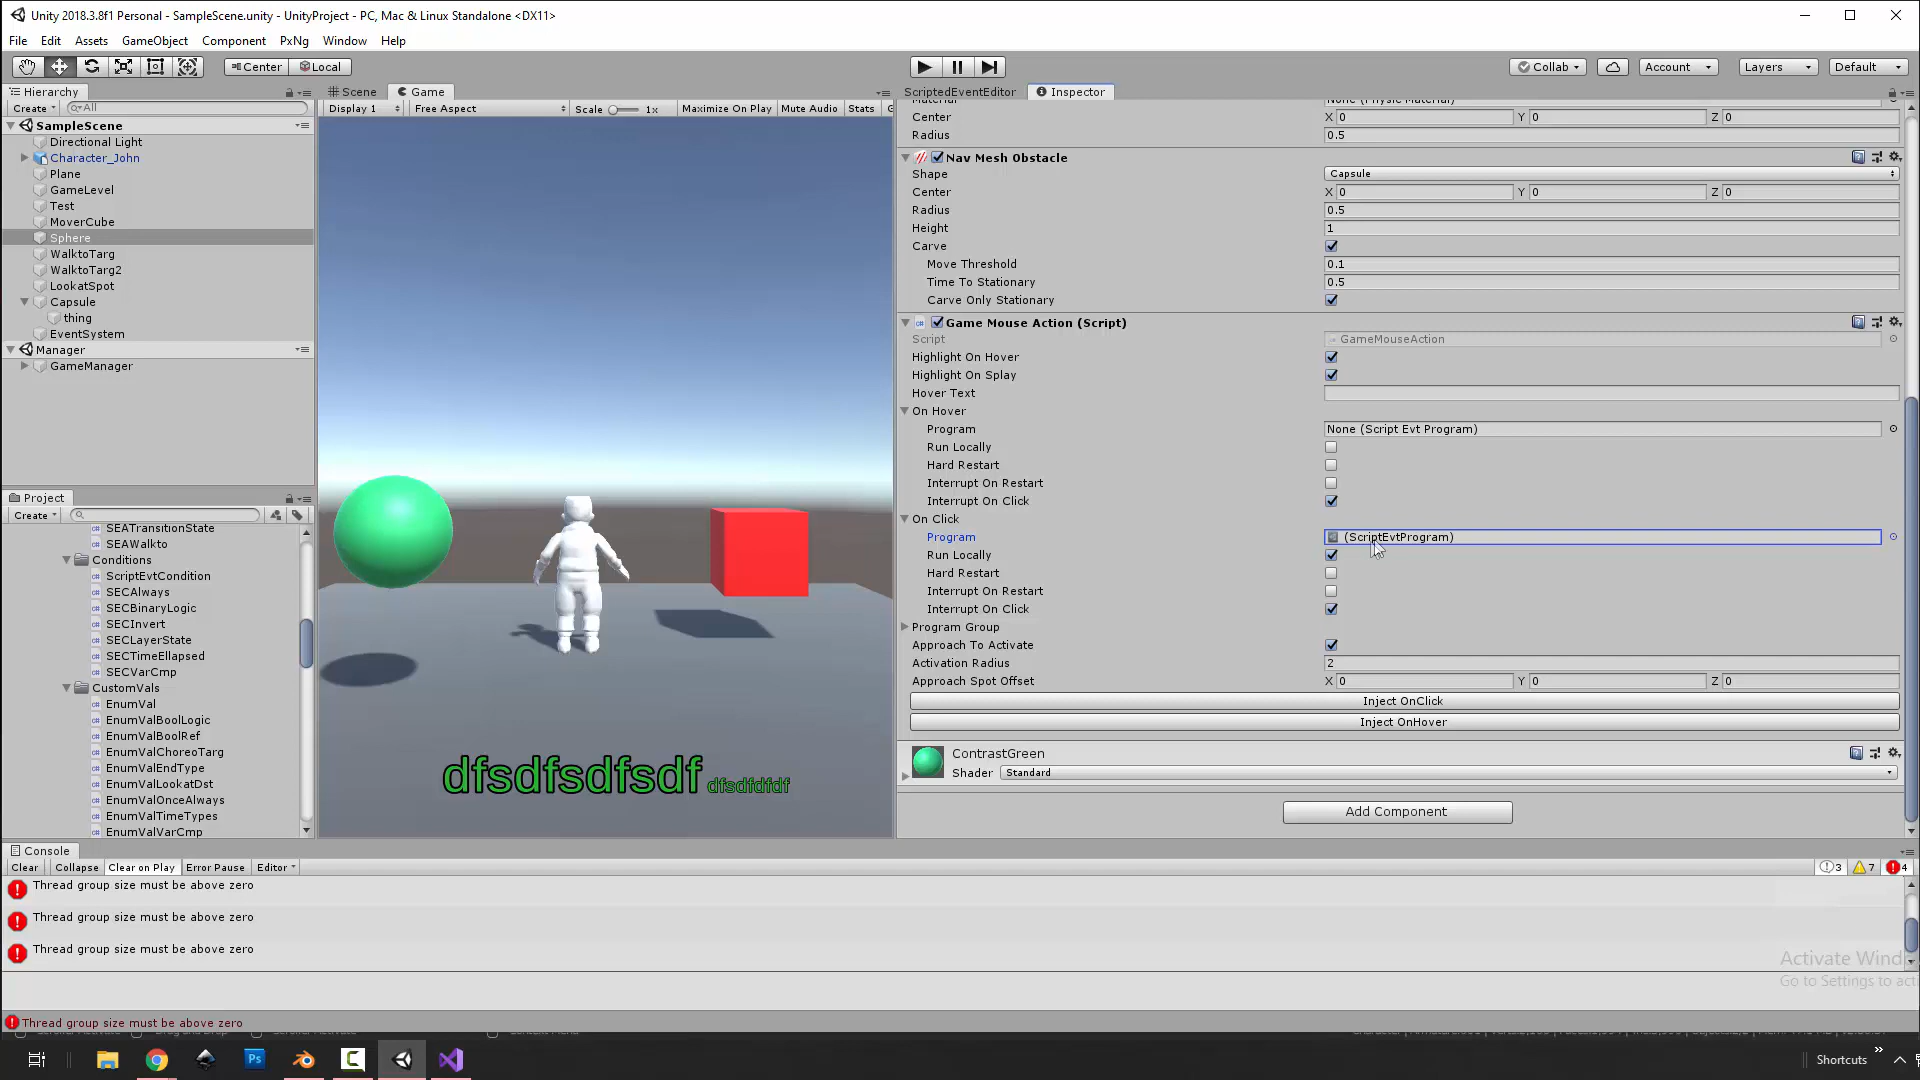 Unity 2018.3.8f1 Personal - SampleScene.unity - UnityProject - PC, Mac & Linux Standalone <DX11>
File Edit Assets GameObject Component PxNg Window Help
Center Local Collab Account Layers Default
Hierarchy
Create All
SampleScene
Directional Light
Character_John
Plane
GameLevel
Test
MoverCube
Sphere
WalktoTarg
WalktoTarg2
LookatSpot
Capsule
thing
EventSystem
Manager
GameManager
Project
Create
SEATransitionState
SEAWalkto
Conditions
ScriptEvtCondition
SECAlways
SECBinaryLogic
SECInvert
SECLayerState
SECTimeEllapsed
SECVarCmp
CustomVals
EnumVal
EnumValBoolLogic
EnumValBoolRef
EnumValChoreoTarg
EnumValEndType
EnumValLookatDst
EnumValOnceAlways
EnumValTimeTypes
EnumValVarCmp
Scene Game
Display 1 Free Aspect Scale 1x Maximize On Play Mute Audio Stats G
dfsdfsdfsdf dfsdfdfdf
ScriptedEventEditor Inspector
Material None (Physic Material)
Center X 0 Y 0 Z 0
Radius 0.5
Nav Mesh Obstacle
Shape Capsule
Center X 0 Y 0 Z 0
Radius 0.5
Height 1
Carve
Move Threshold 0.1
Time To Stationary 0.5
Carve Only Stationary
Game Mouse Action (Script)
Script GameMouseAction
Highlight On Hover
Highlight On Splay
Hover Text
On Hover
Program None (Script Evt Program)
Run Locally
Hard Restart
Interrupt On Restart
Interrupt On Click
On Click
Program (ScriptEvtProgram)
Run Locally
Hard Restart
Interrupt On Restart
Interrupt On Click
Program Group
Approach To Activate
Activation Radius 2
Approach Spot Offset X 0 Y 0 Z 0
Inject OnClick
Inject OnHover
ContrastGreen
Shader Standard
Add Component
Console
Clear Collapse Clear on Play Error Pause Editor 3 7 4
Thread group size must be above zero
Thread group size must be above zero
Thread group size must be above zero
Activate Wind
Go to Settings to acti
Thread group size must be above zero
Ps Shortcuts